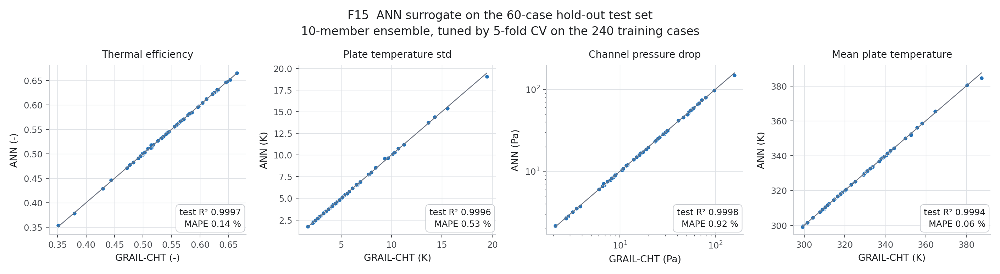 F15  ANN surrogate on the 60-case hold-out test set
10-member ensemble, tuned by 5-fold CV on the 240 training cases
Thermal efficiency
ANN (-)
0.65
0.60
0.55
0.50
0.45
0.40
0.35
test R² 0.9997
MAPE 0.14 %
0.35 0.40 0.45 0.50 0.55 0.60 0.65
GRAIL-CHT (-)
Plate temperature std
ANN (K)
20.0
17.5
15.0
12.5
10.0
7.5
5.0
2.5
test R² 0.9996
MAPE 0.53 %
5 10 15 20
GRAIL-CHT (K)
Channel pressure drop
ANN (Pa)
10²
10¹
test R² 0.9998
MAPE 0.92 %
10¹ 10²
GRAIL-CHT (Pa)
Mean plate temperature
ANN (K)
380
360
340
320
300
test R² 0.9994
MAPE 0.06 %
300 320 340 360 380
GRAIL-CHT (K)